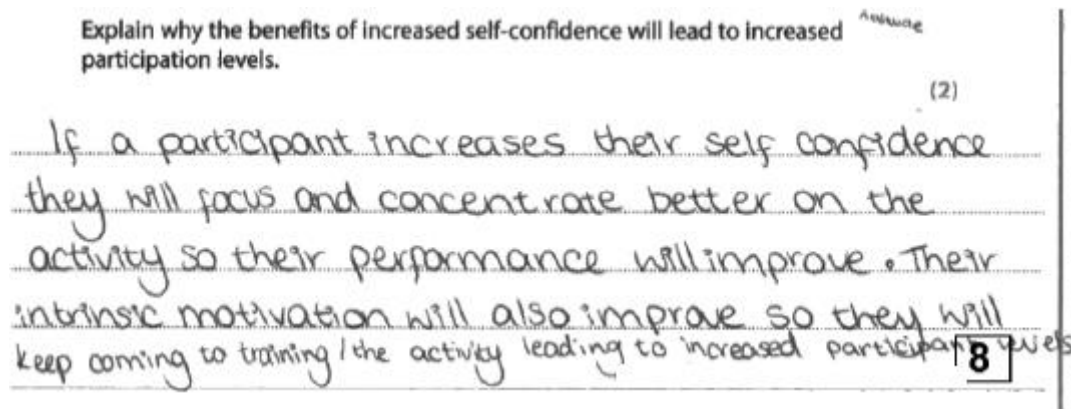 Explain why the benefits of increased self-confidence will lead to increased
participation levels.
(2)
If a participant increases their self confidence
they will focus and concentrate better on the
activity so their performance will improve. Their
intrinsic motivation will also improve so they will
keep coming to training / the activity leading to increased participant levels
8